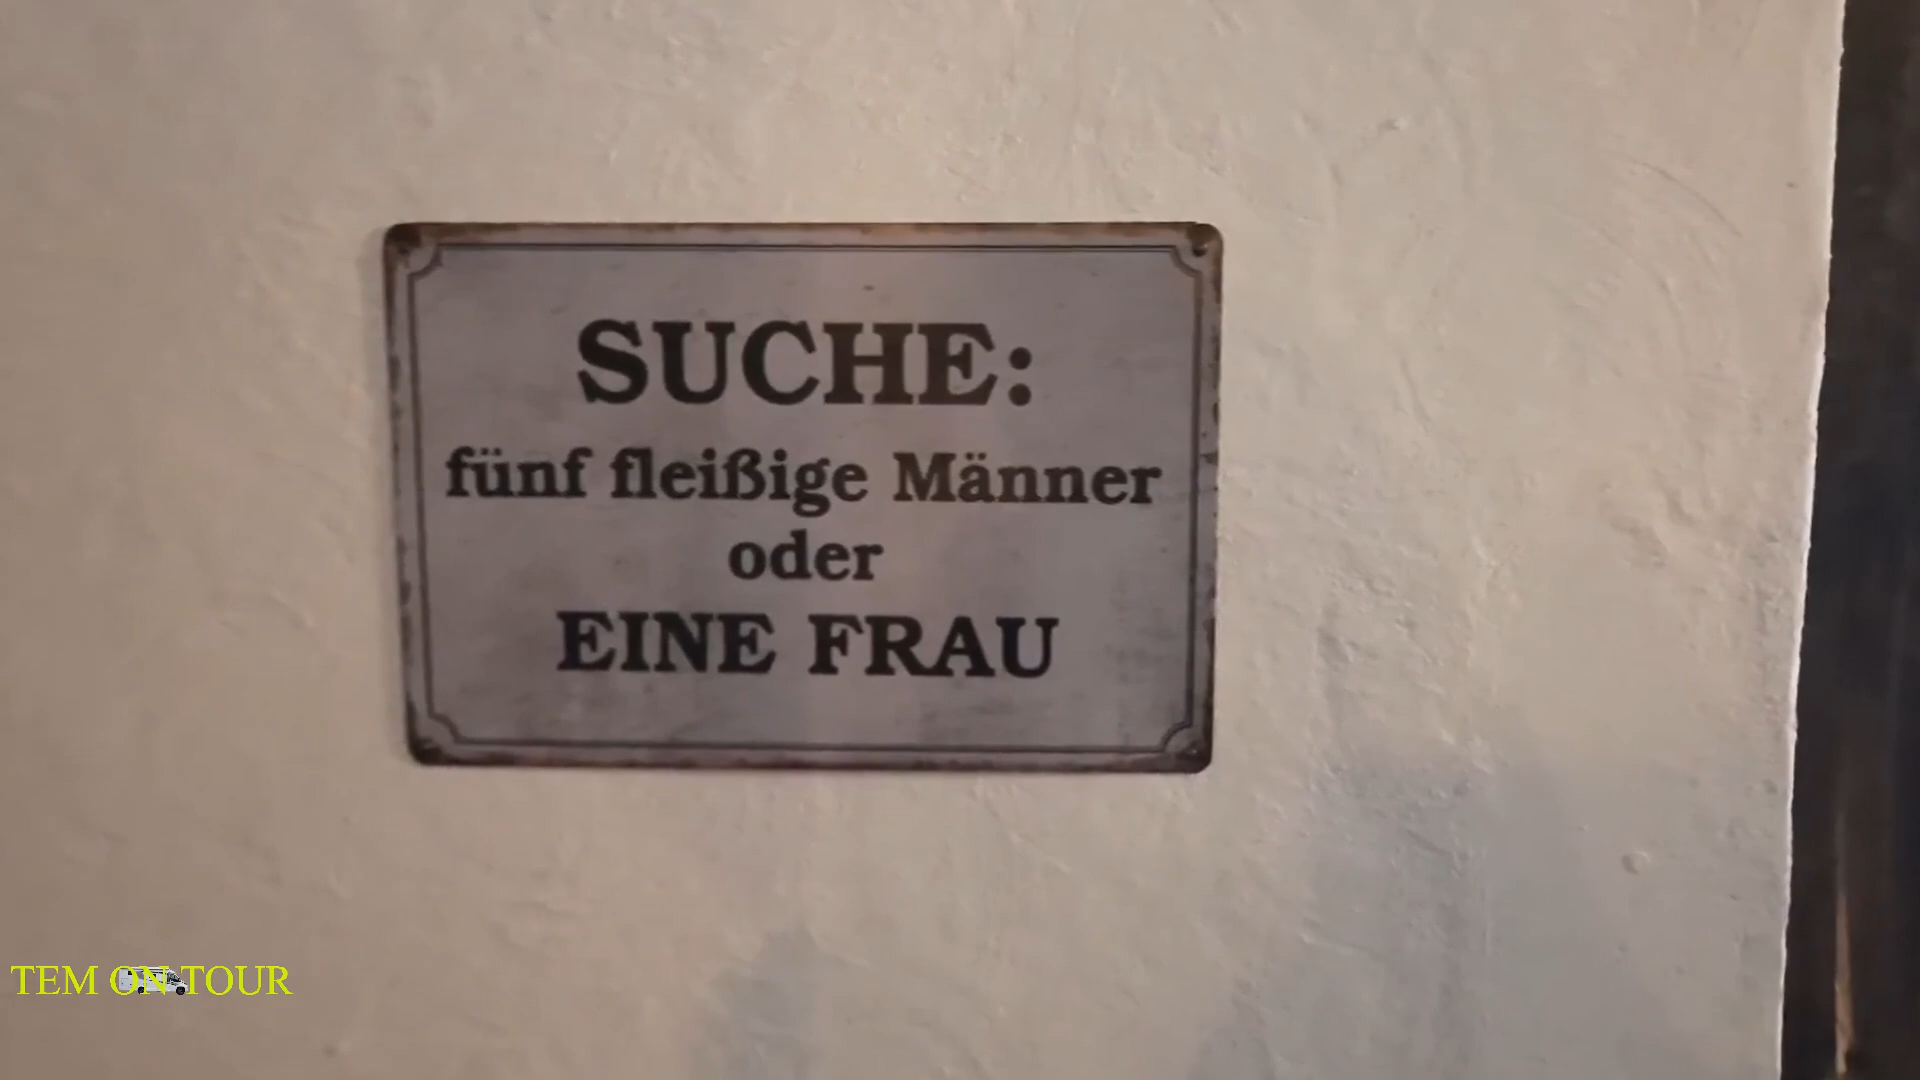 SUCHE:
fünf fleißige Männer
oder
EINE FRAU
TEM ON TOUR